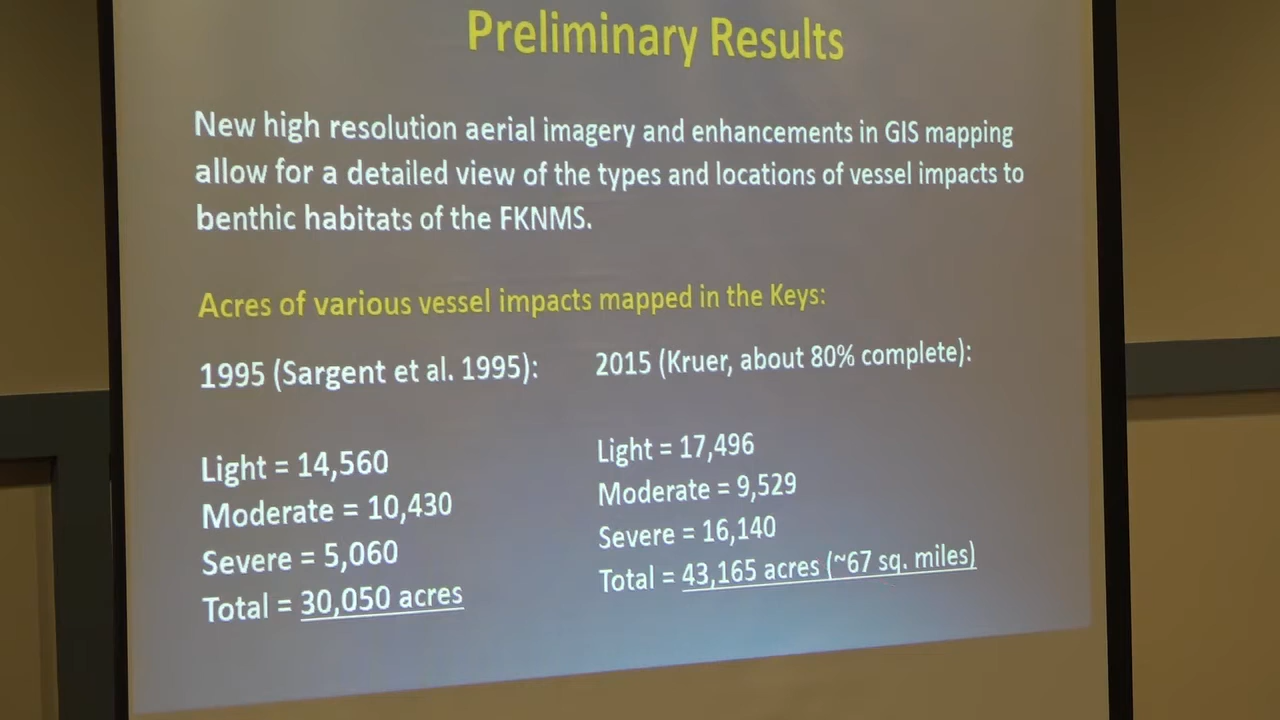 Preliminary Results
New high resolution aerial imagery and enhancements in GIS mapping
allow for a detailed view of the types and locations of vessel impacts to
benthic habitats of the FKNMS.
Acres of various vessel impacts mapped in the Keys:
1995 (Sargent et al. 1995):
Light = 14,560
Moderate = 10,430
Severe = 5,060
Total = 30,050 acres
2015 (Kruer, about 80% complete):
Light = 17,496
Moderate = 9,529
Severe = 16,140
Total = 43,165 acres (~67 sq. miles)